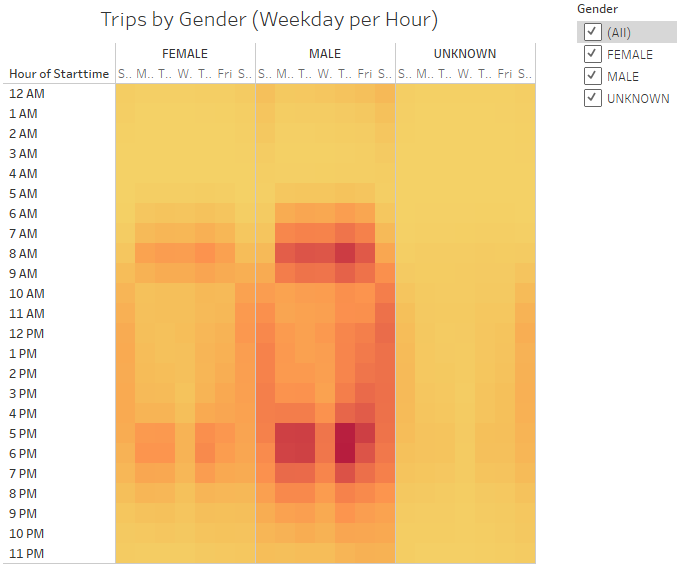 Trips by Gender (Weekday per Hour)
Gender
(All)
FEMALE
MALE
UNKNOWN
FEMALE MALE UNKNOWN
Hour of Starttime S.. M.. T.. W. T.. Fri S.. S.. M.. T.. W. T.. Fri S.. S.. M.. T.. W. T.. Fri S..
12 AM
1 AM
2 AM
3 AM
4 AM
5 AM
6 AM
7 AM
8 AM
9 AM
10 AM
11 AM
12 PM
1 PM
2 PM
3 PM
4 PM
5 PM
6 PM
7 PM
8 PM
9 PM
10 PM
11 PM